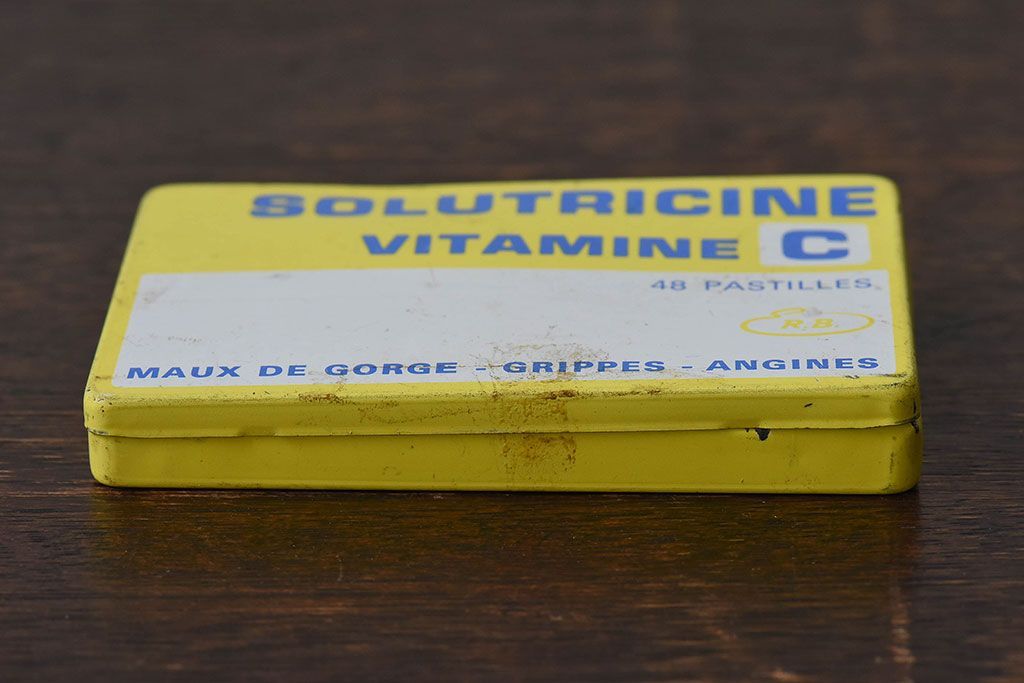 SOLUTRICINE
VITAMINE C
48 PASTILLES
R.B.
MAUX DE GORGE - GRIPPES - ANGINES